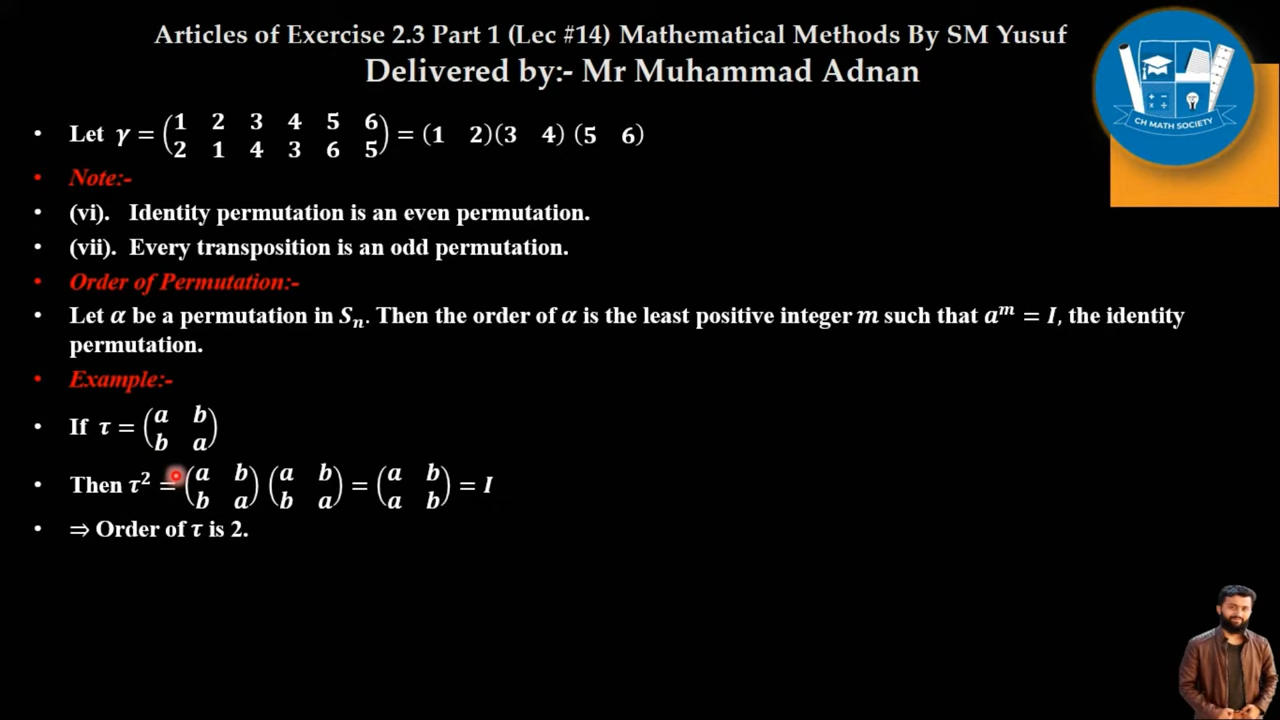 Articles of Exercise 2.3 Part 1 (Lec #14) Mathematical Methods By SM Yusuf
Delivered by:- Mr Muhammad Adnan
CH MATH SOCIETY
• Let γ = (1 2 3 4 5 6 / 2 1 4 3 6 5) = (1 2)(3 4) (5 6)
• Note:-
• (vi). Identity permutation is an even permutation.
• (vii). Every transposition is an odd permutation.
• Order of Permutation:-
• Let α be a permutation in Sₙ. Then the order of α is the least positive integer m such that aᵐ = I, the identity
permutation.
• Example:-
• If τ = (a b / b a)
• Then τ² = (a b / b a) (a b / b a) = (a b / a b) = I
• ⇒ Order of τ is 2.